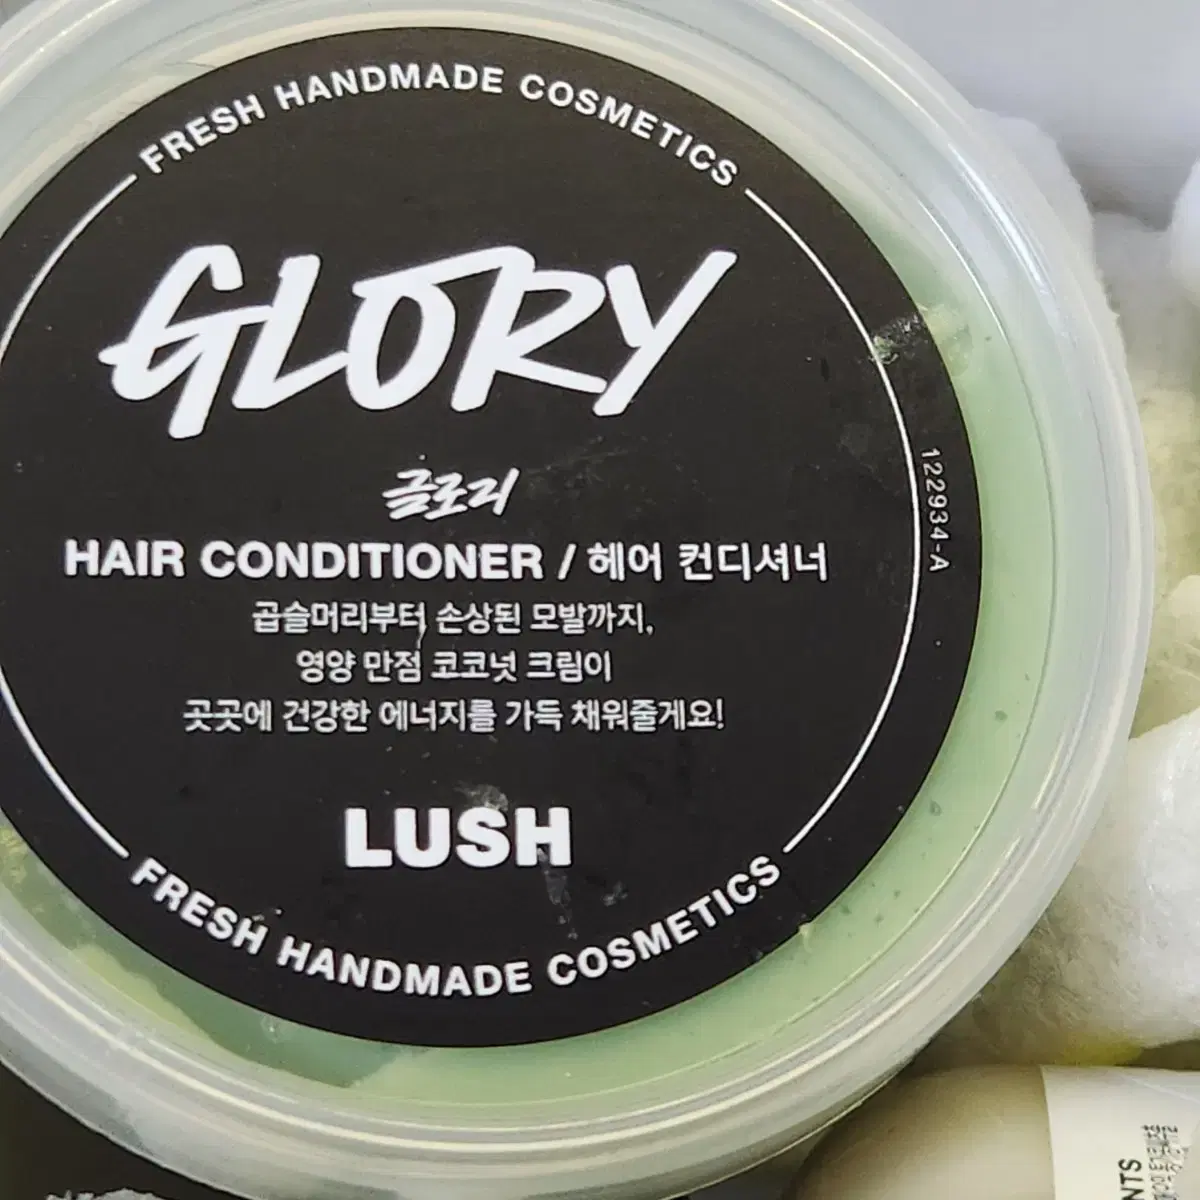 FRESH HANDMADE COSMETICS
GLORY
글로리
HAIR CONDITIONER / 헤어 컨디셔너
곱슬머리부터 손상된 모발까지,
영양 만점 코코넛 크림이
곳곳에 건강한 에너지를 가득 채워줄게요!
LUSH
FRESH HANDMADE COSMETICS
122934-A